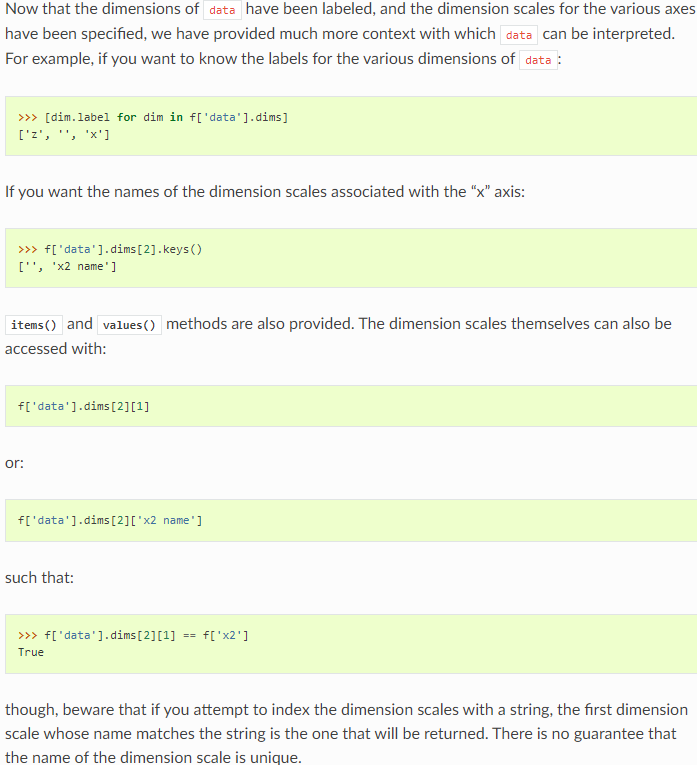 Now that the dimensions of data have been labeled, and the dimension scales for the various axes
have been specified, we have provided much more context with which data can be interpreted.
For example, if you want to know the labels for the various dimensions of data:
>>> [dim.label for dim in f['data'].dims]
['z', '', 'x']
If you want the names of the dimension scales associated with the “x” axis:
>>> f['data'].dims[2].keys()
['', 'x2 name']
items() and values() methods are also provided. The dimension scales themselves can also be
accessed with:
f['data'].dims[2][1]
or:
f['data'].dims[2]['x2 name']
such that:
>>> f['data'].dims[2][1] == f['x2']
True
though, beware that if you attempt to index the dimension scales with a string, the first dimension
scale whose name matches the string is the one that will be returned. There is no guarantee that
the name of the dimension scale is unique.